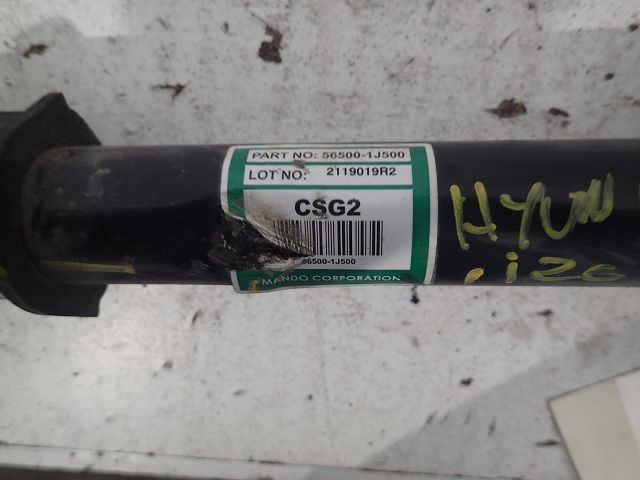 PART NO: 56500-1J500
LOT NO: 2119019R2
CSG2
56500-1J500
MANDO CORPORATION
HYUN
i20